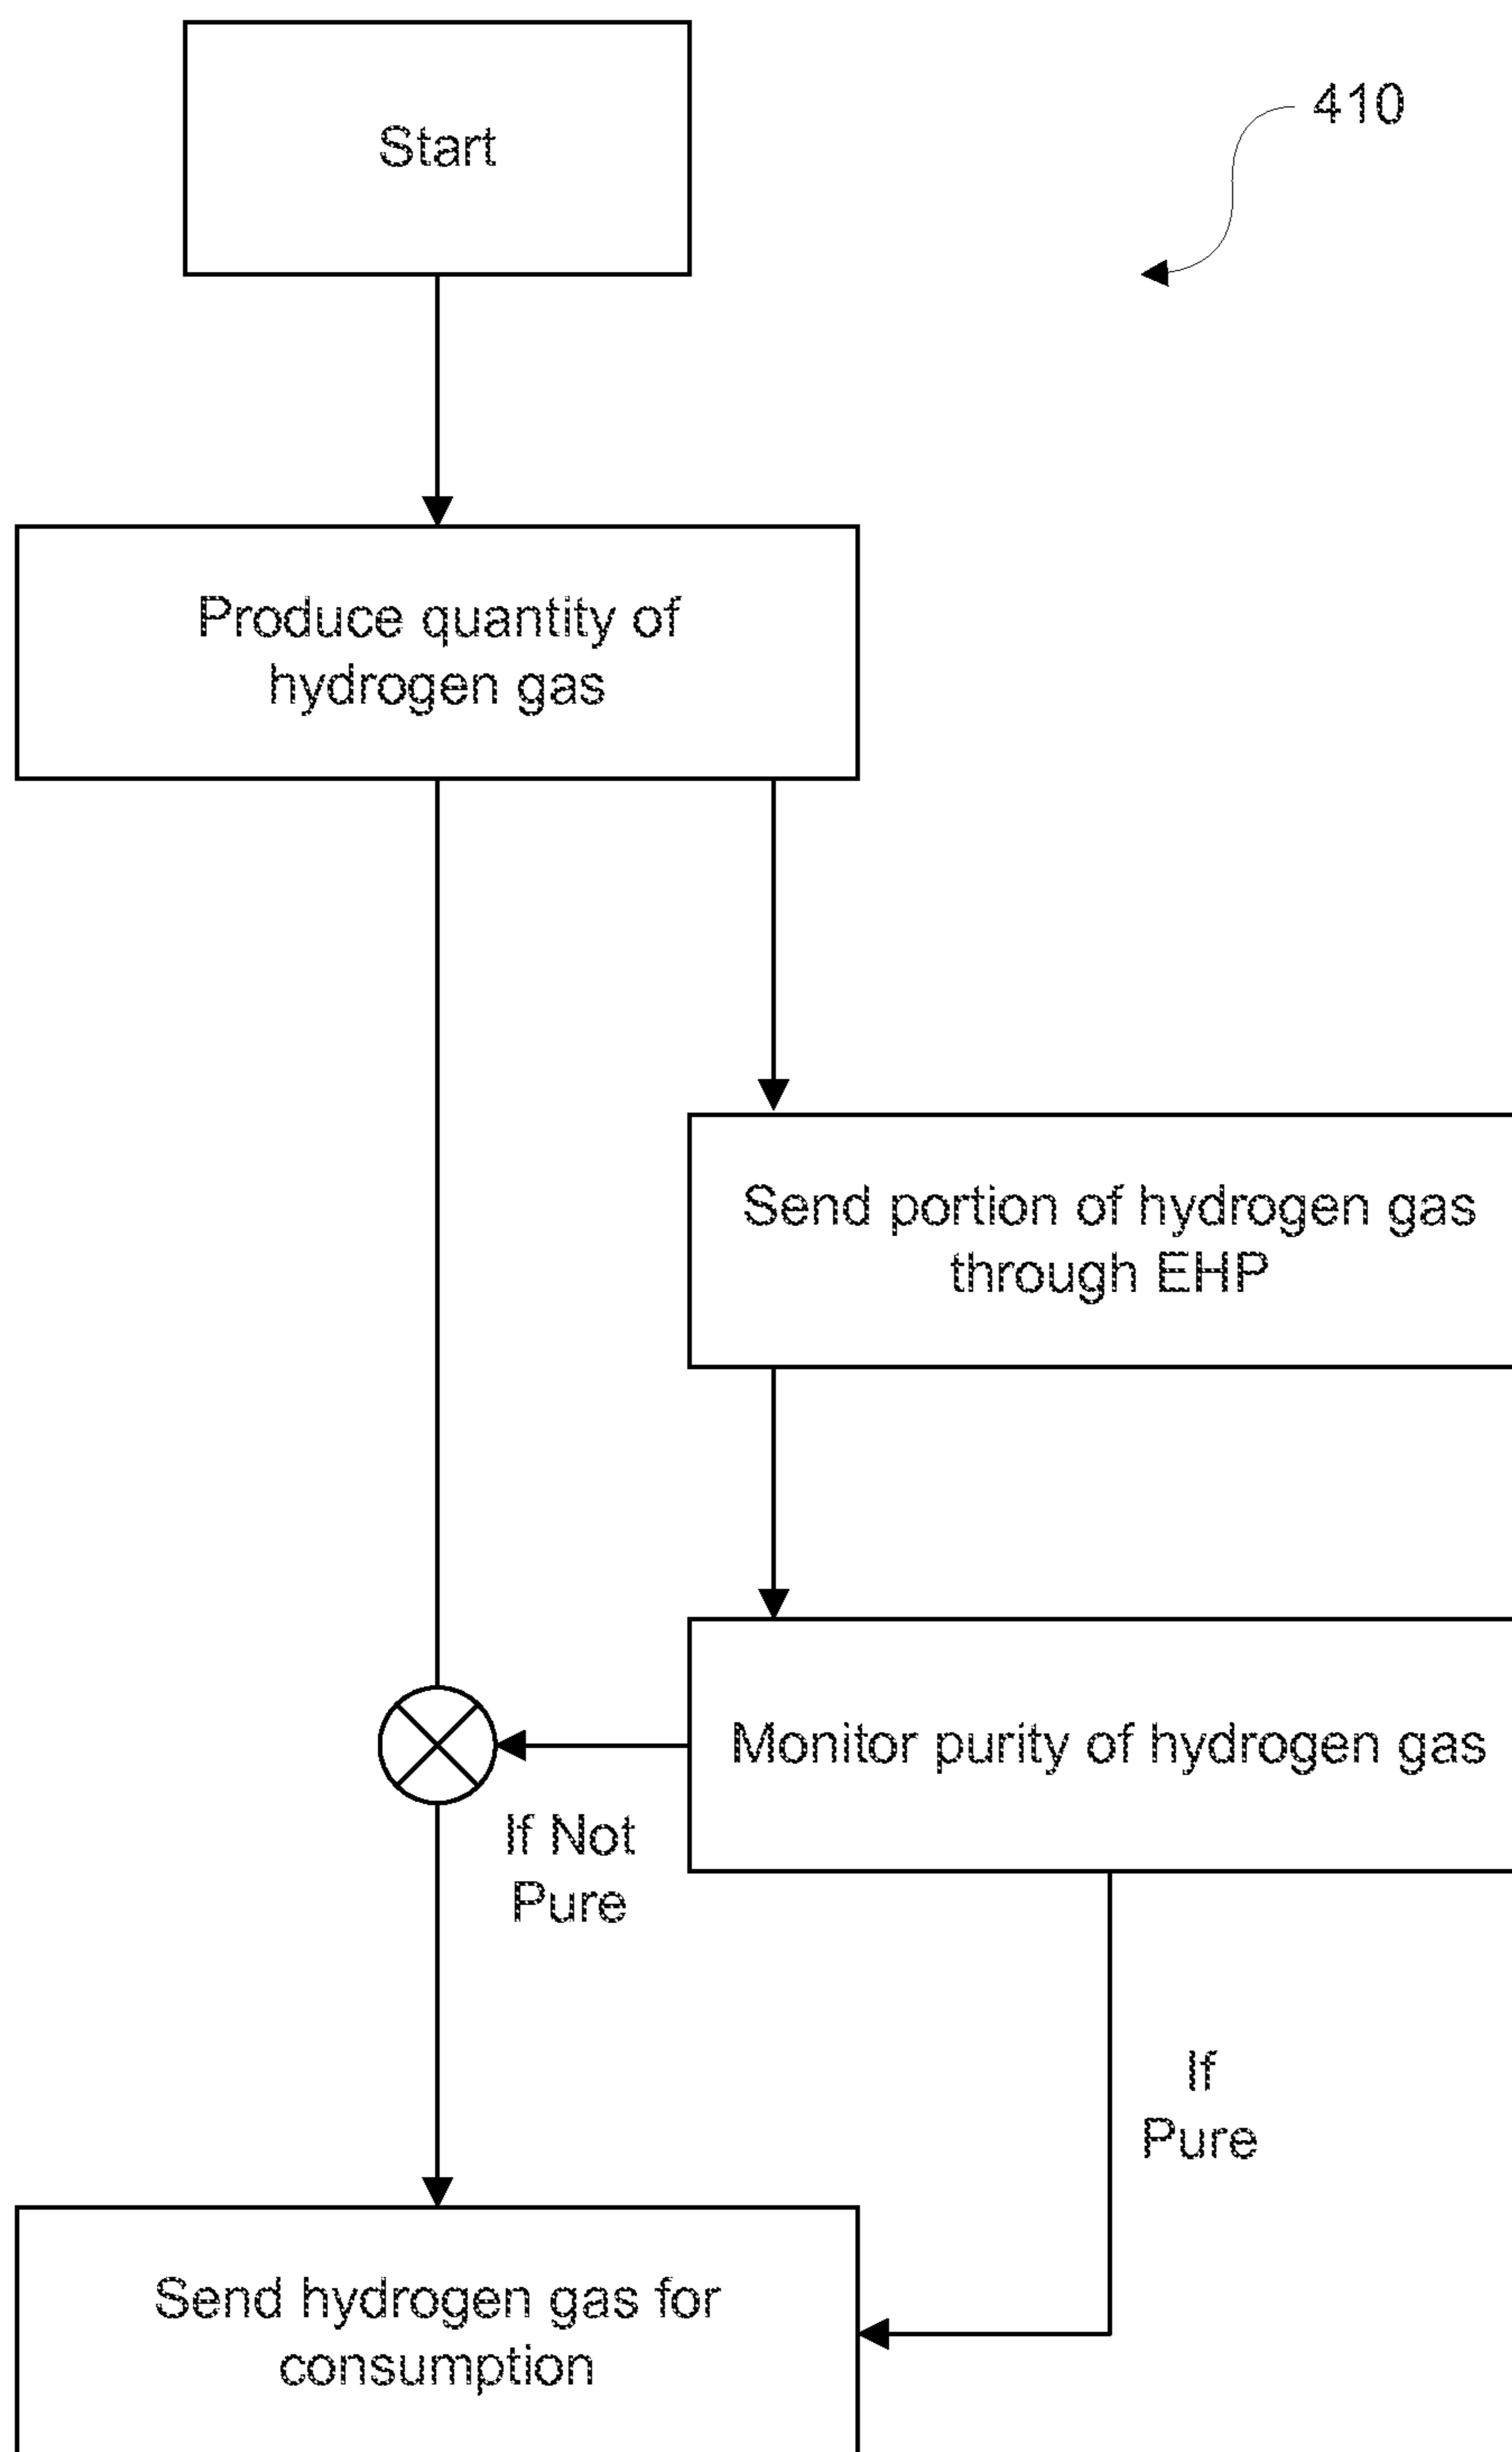 Start
410
Produce quantity of
hydrogen gas
Send portion of hydrogen gas
through EHP
Monitor purity of hydrogen gas
If Not
Pure
If
Pure
Send hydrogen gas for
consumption